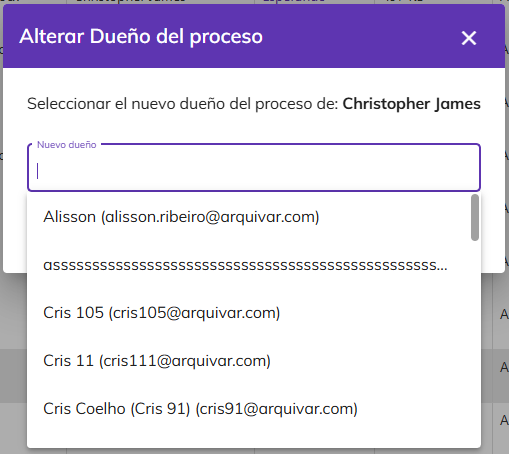 Alterar Dueño del proceso
Seleccionar el nuevo dueño del proceso de: Christopher James
Nuevo dueño
Alisson (alisson.ribeiro@arquivar.com)
asssssssssssssssssssssssssssssssssssssssssssssssss...
Cris 105 (cris105@arquivar.com)
Cris 11 (cris111@arquivar.com)
Cris Coelho (Cris 91) (cris91@arquivar.com)